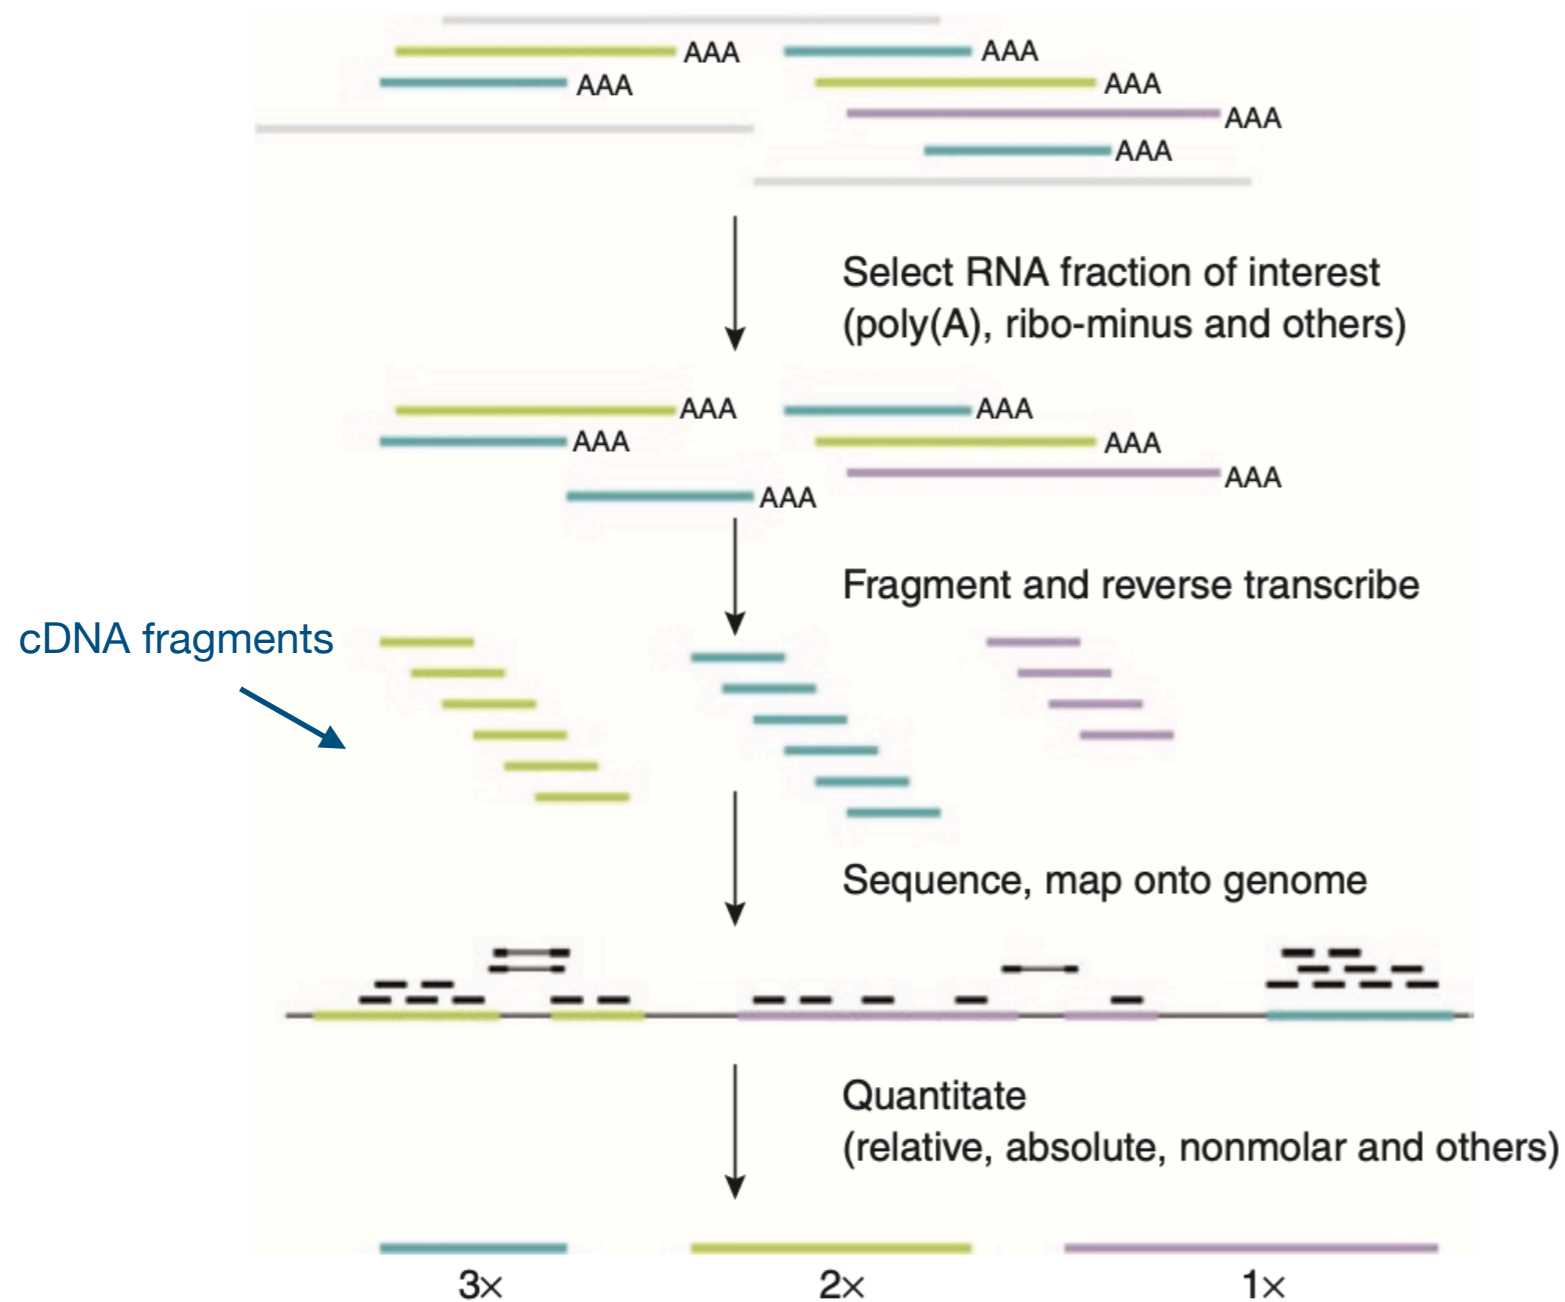 AAA
AAA
AAA
AAA
AAA
AAA
Select RNA fraction of interest
(poly(A), ribo-minus and others)
AAA
AAA
AAA
AAA
AAA
AAA
Fragment and reverse transcribe
cDNA fragments
Sequence, map onto genome
Quantitate
(relative, absolute, nonmolar and others)
3×
2×
1×